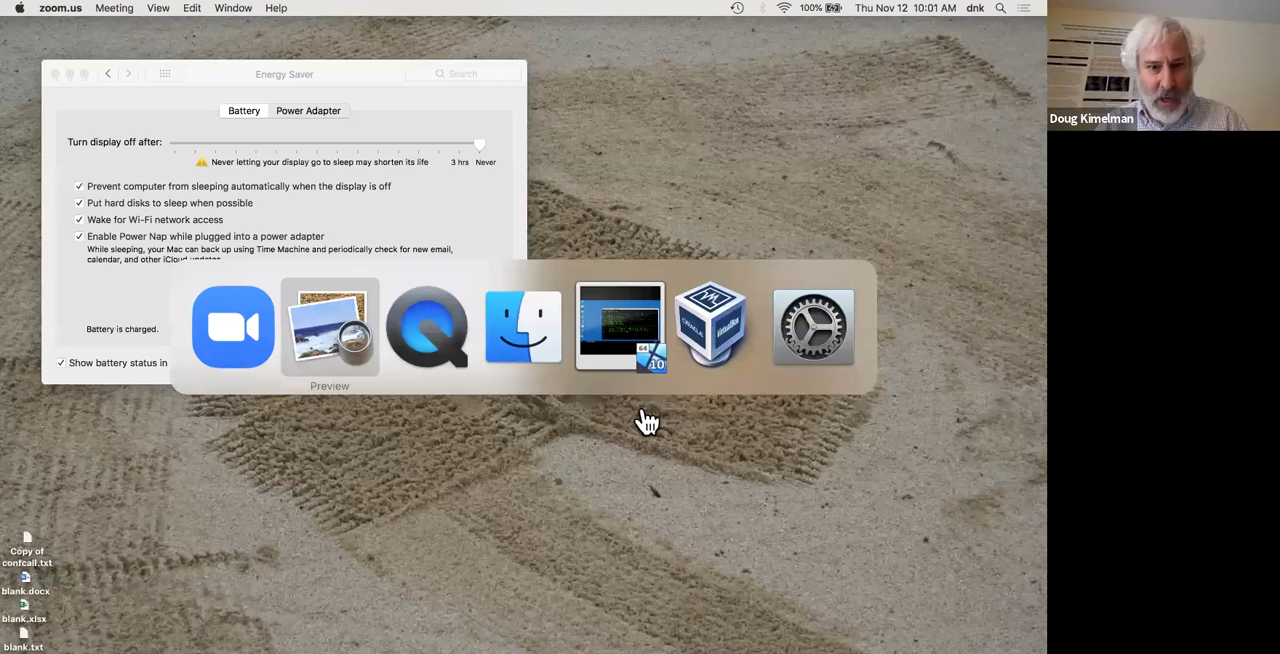 zoom.us Meeting View Edit Window Help
100% Thu Nov 12 10:01 AM dnk
Energy Saver
Search
Battery Power Adapter
Turn display off after:
Never letting your display go to sleep may shorten its life
3 hrs Never
Prevent computer from sleeping automatically when the display is off
Put hard disks to sleep when possible
Wake for Wi-Fi network access
Enable Power Nap while plugged into a power adapter
While sleeping, your Mac can back up using Time Machine and periodically check for new email,
calendar, and other iCloud updates.
Battery is charged.
Show battery status in
64
10
ORACLE
VirtualBox
Preview
Doug Kimelman
Copy of
confcall.txt
blank.docx
blank.xlsx
blank.txt